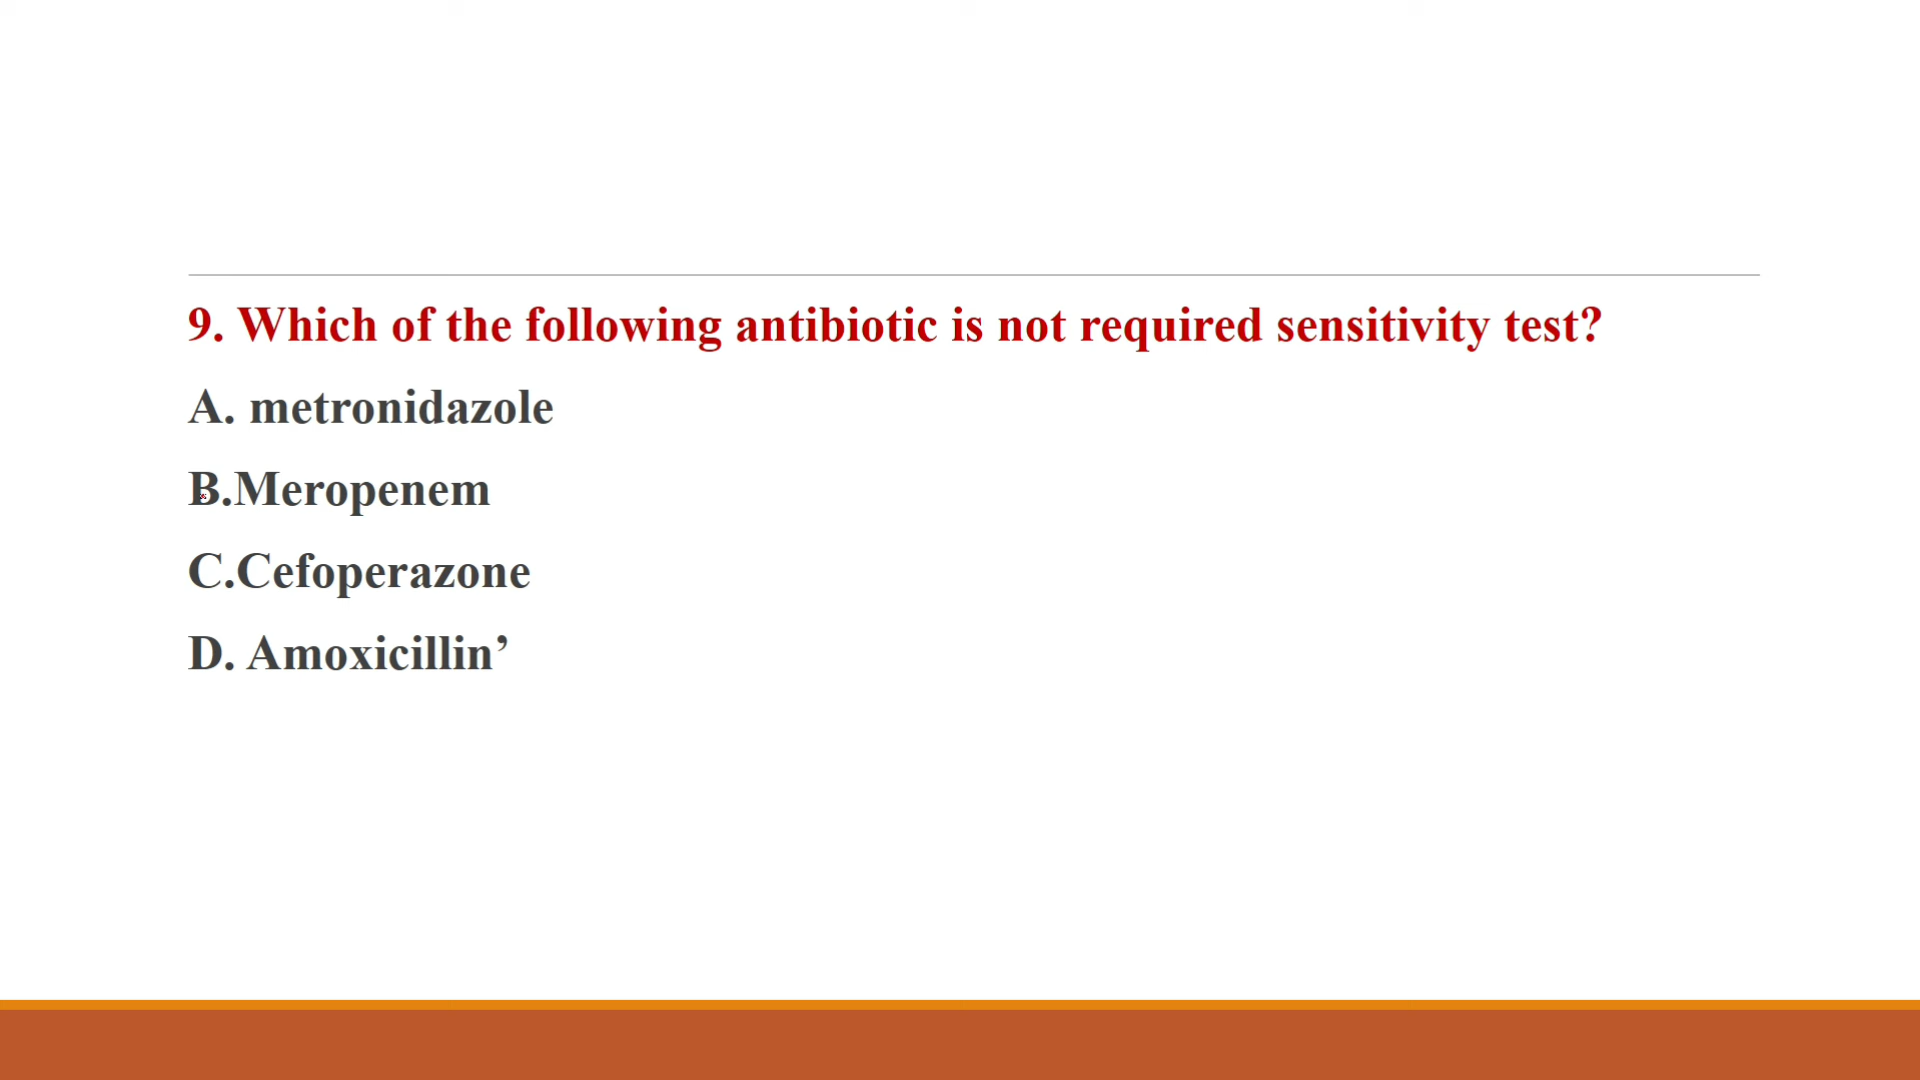 9. Which of the following antibiotic is not required sensitivity test?
A. metronidazole
B.Meropenem
C.Cefoperazone
D. Amoxicillin’